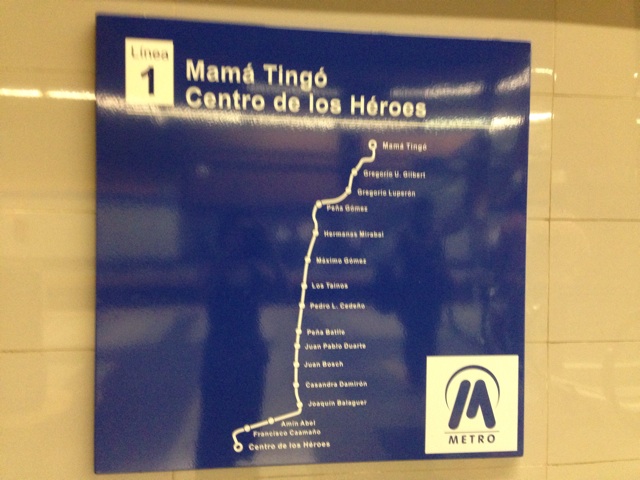 Línea
1
Mamá Tingó
Centro de los Héroes
Mamá Tingó
Gregorio U. Gilbert
Gregorio Luperón
Peña Gómez
Hermanas Mirabal
Máximo Gómez
Los Taínos
Pedro L. Cedeño
Peña Batlle
Juan Pablo Duarte
Juan Bosch
Casandra Damirón
Joaquín Balaguer
Amín Abel
Francisco Caamaño
Centro de los Héroes
METRO